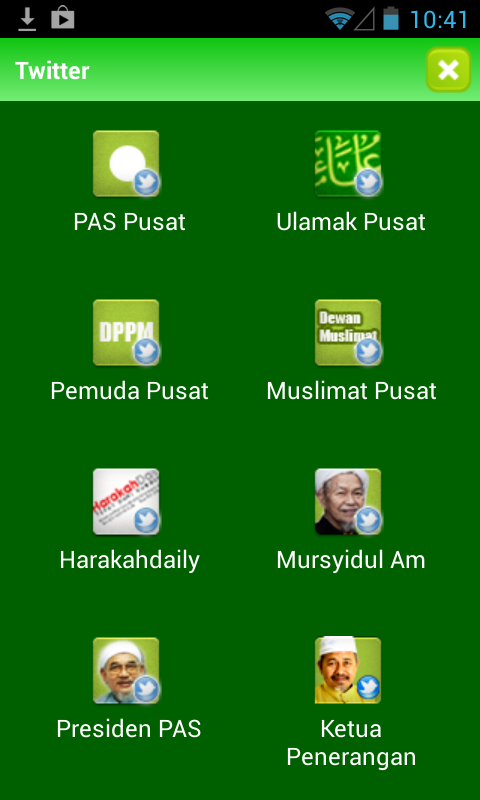 10:41
Twitter
PAS Pusat
علماء
Ulamak Pusat
DPPM
Pemuda Pusat
Dewan
Muslimat
Muslimat Pusat
Harakahdaily
Mursyidul Am
Presiden PAS
Ketua
Penerangan